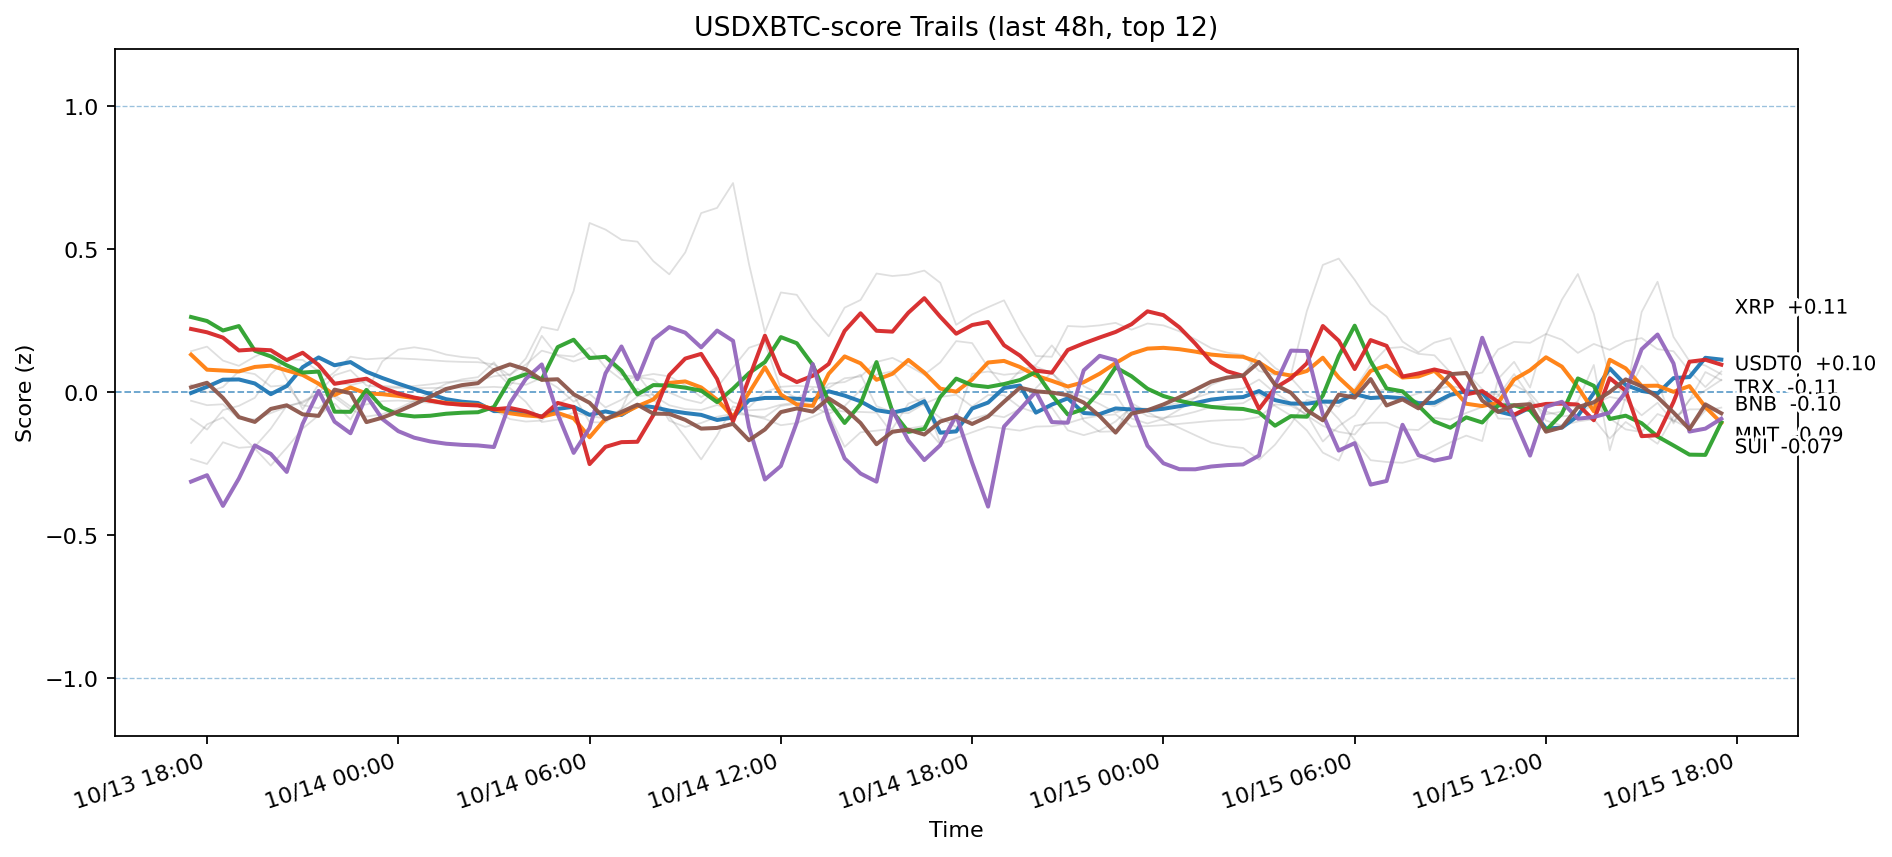 USDXBTC-score Trails (last 48h, top 12)
Score (z)
1.0
0.5
0.0
−0.5
−1.0
XRP +0.11
USDT0 +0.10
TRX -0.11
BNB -0.10
MNT -0.09
SUI -0.07
10/13 18:00
10/14 00:00
10/14 06:00
10/14 12:00
10/14 18:00
10/15 00:00
10/15 06:00
10/15 12:00
10/15 18:00
Time